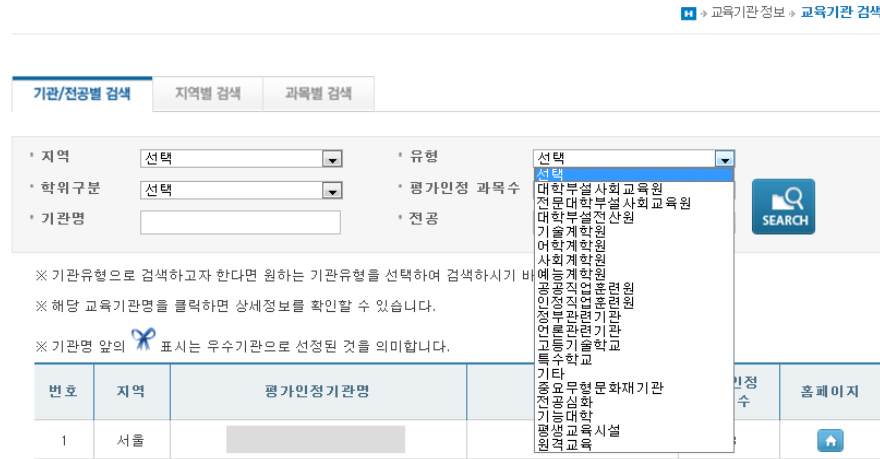 H » 교육기관 정보 » 교육기관 검색
기관/전공별 검색 지역별 검색 과목별 검색
지역 선택 유형 선택
학위구분 선택 평가인정 과목수
기관명 전공
SEARCH
선택
대학부설사회교육원
전문대학부설사회교육원
대학부설전산원
기술계학원
어학계학원
사회계학원
예능계학원
공공직업훈련원
인정직업훈련원
정부관련기관
언론관련기관
고등기술학교
특수학교
기타
중요무형문화재기관
전공심화
기능대학
평생교육시설
원격교육
※ 기관유형으로 검색하고자 한다면 원하는 기관유형을 선택하여 검색하시기 바
※ 해당 교육기관명을 클릭하면 상세정보를 확인할 수 있습니다.
※ 기관명 앞의 표시는 우수기관으로 선정된 것을 의미합니다.
번호 지역 평가인정기관명 인정 수 홈페이지
1 서울